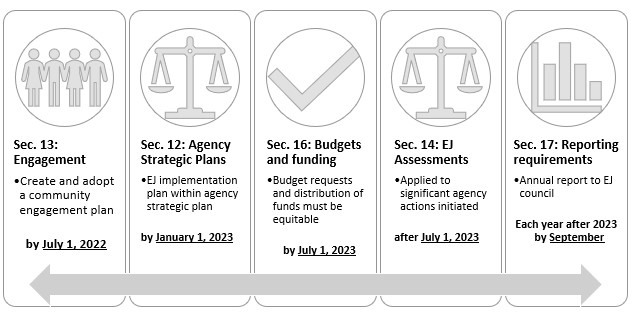 Sec. 13:
Engagement
•Create and adopt
a community
engagement plan
by July 1, 2022
Sec. 12: Agency
Strategic Plans
•EJ implementation
plan within agency
strategic plan
by January 1, 2023
Sec. 16: Budgets
and funding
•Budget requests
and distribution of
funds must be
equitable
by July 1, 2023
Sec. 14: EJ
Assessments
•Applied to
significant agency
actions initiated
after July 1, 2023
Sec. 17: Reporting
requirements
•Annual report to EJ
council
Each year after 2023
by September